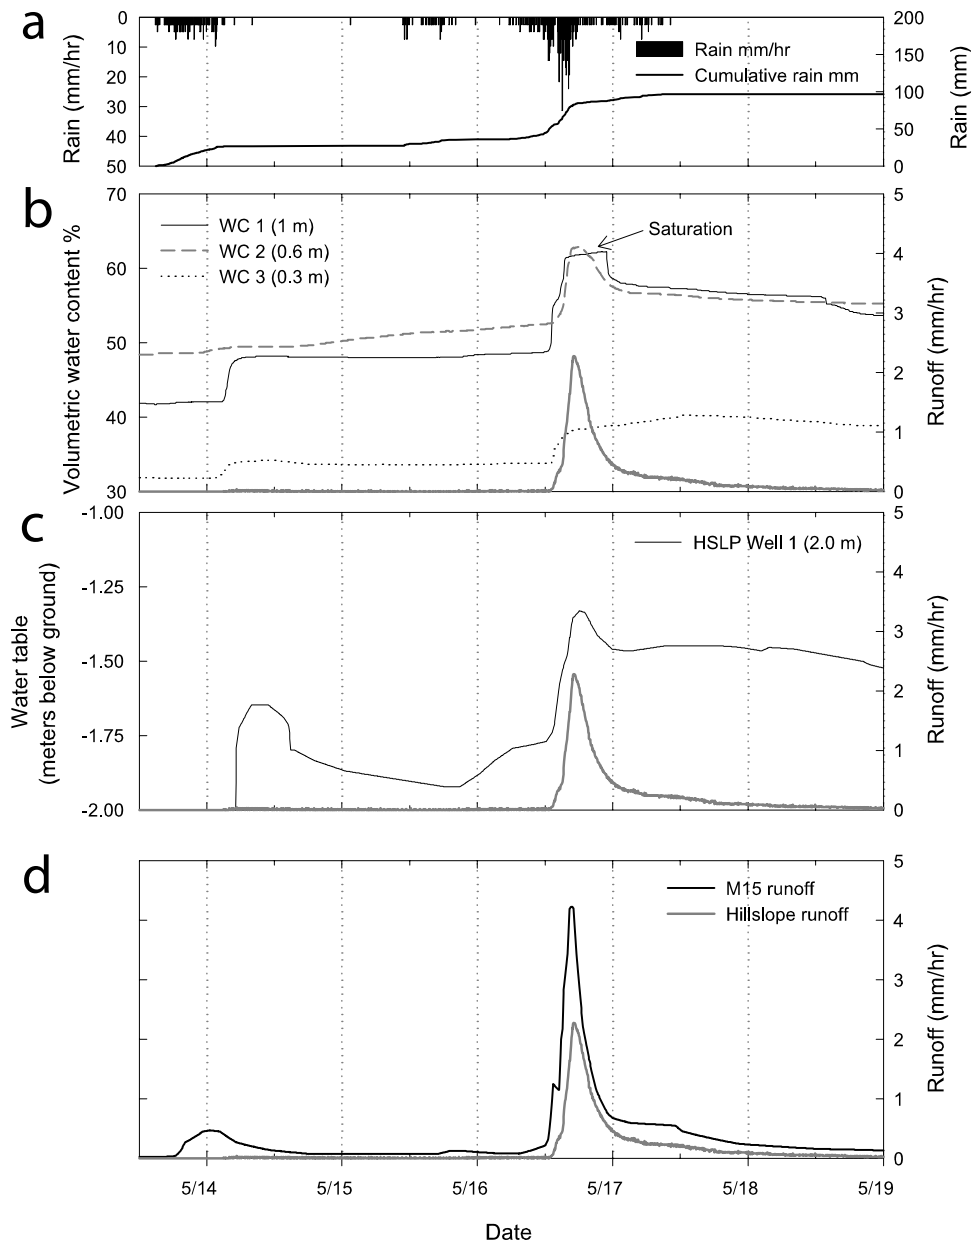 a
Rain (mm/hr)
0
10
20
30
40
50
Rain mm/hr
Cumulative rain mm
200
150
100
50
0
Rain (mm)
b
Volumetric water content %
70
60
50
40
30
WC 1 (1 m)
WC 2 (0.6 m)
WC 3 (0.3 m)
Saturation
5
4
3
2
1
0
Runoff (mm/hr)
c
Water table
(meters below ground)
-1.00
-1.25
-1.50
-1.75
-2.00
HSLP Well 1 (2.0 m)
5
4
3
2
1
0
Runoff (mm/hr)
d
M15 runoff
Hillslope runoff
5
4
3
2
1
0
Runoff (mm/hr)
5/14
5/15
5/16
5/17
5/18
5/19
Date